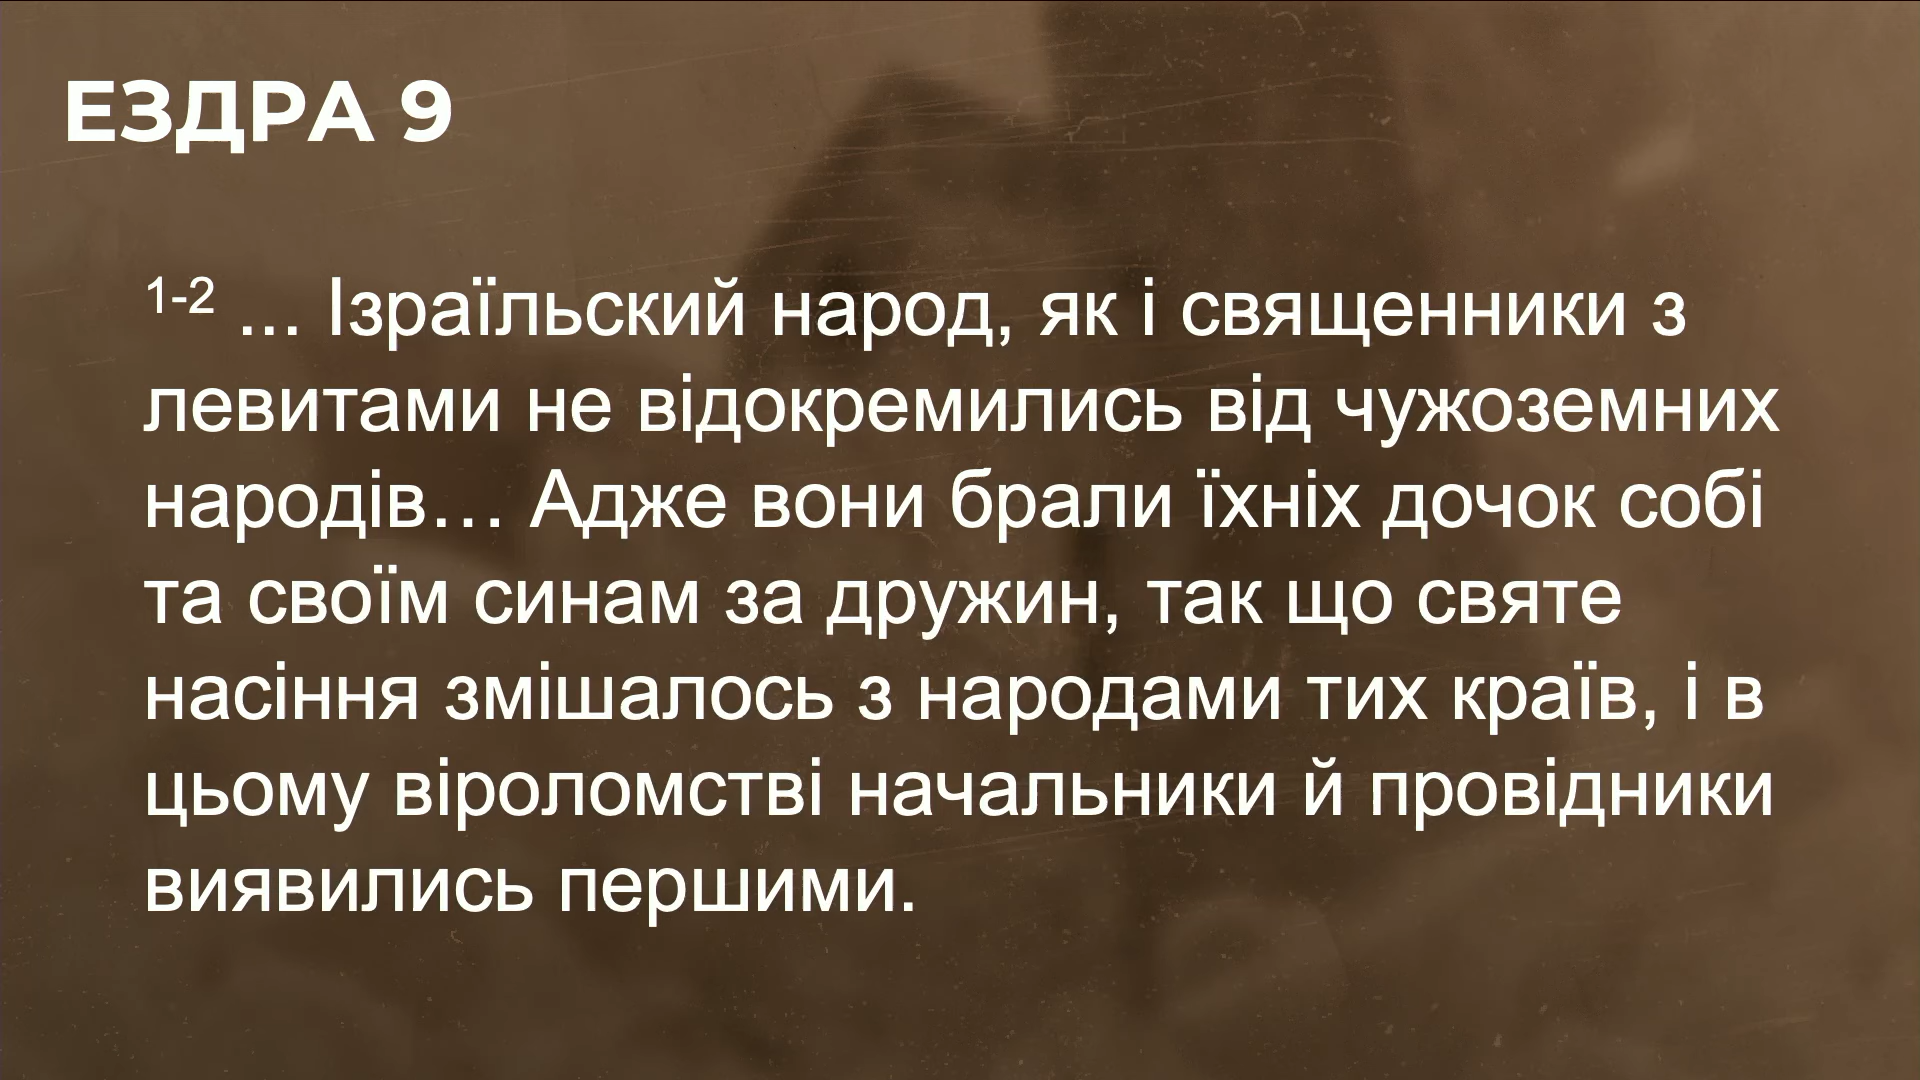 ЕЗДРА 9
1-2 ... Ізраїльский народ, як і священники з
левитами не відокремились від чужоземних
народів… Адже вони брали їхніх дочок собі
та своїм синам за дружин, так що святе
насіння змішалось з народами тих країв, і в
цьому віроломстві начальники й провідники
виявились першими.